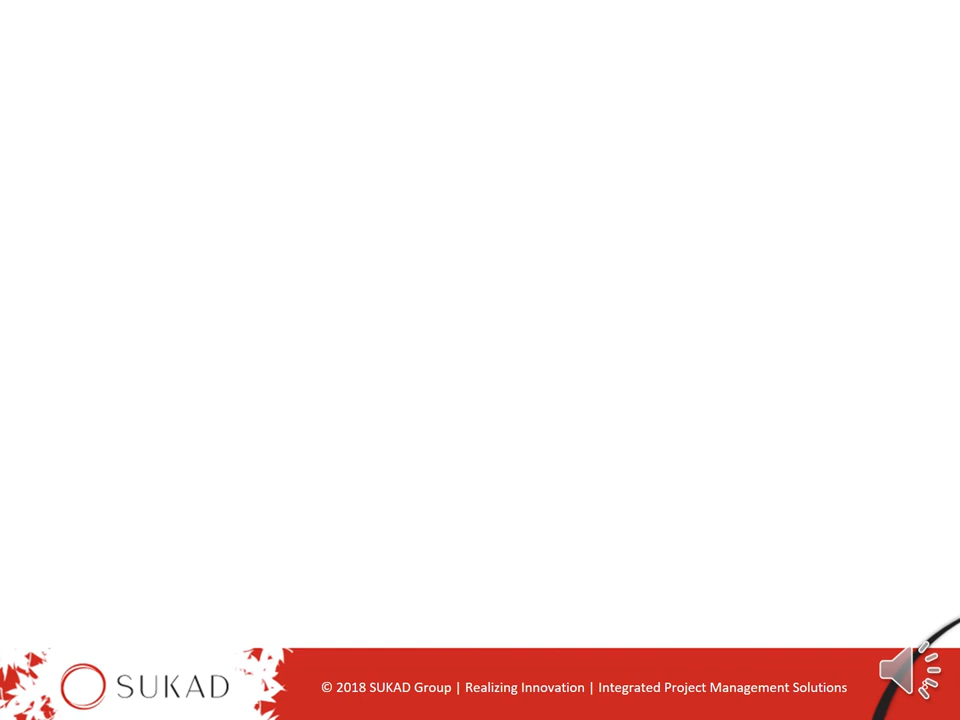 SUKAD
© 2018 SUKAD Group | Realizing Innovation | Integrated Project Management Solutions